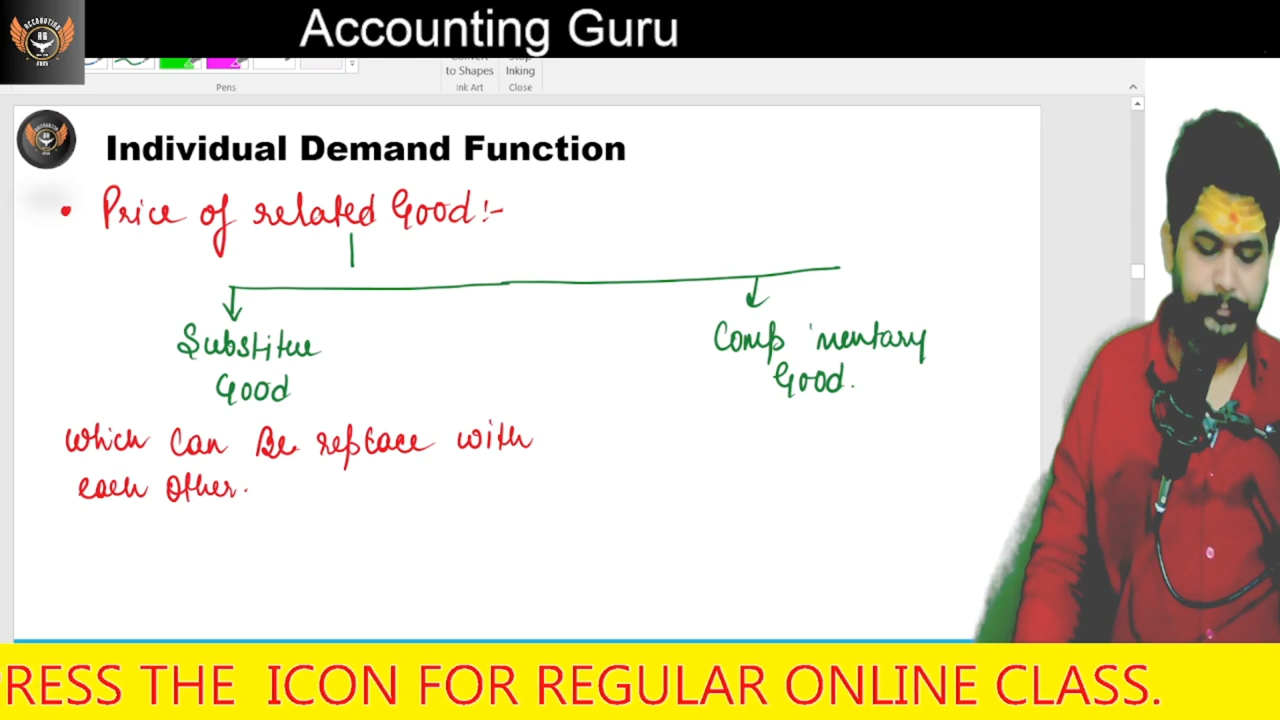 Accounting Guru
to Shapes
Inking
Pens
Ink Art
Close
Individual Demand Function
• Price of related Good:-
Substitue
Good
Comp mentary
Good.
which can Be replace with
each other.
RESS THE ICON FOR REGULAR ONLINE CLASS.